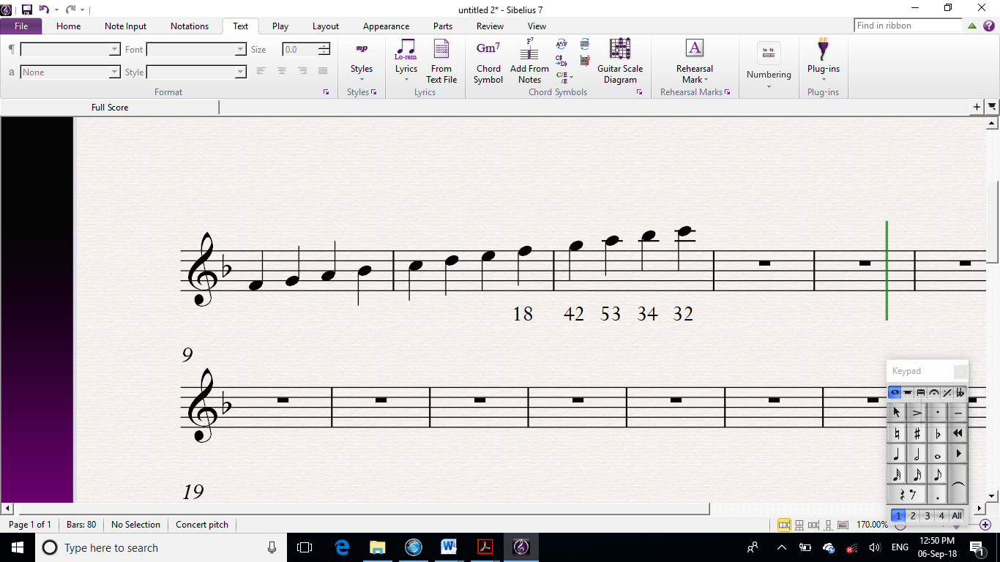 untitled 2* - Sibelius 7
File Home Note Input Notations Text Play Layout Appearance Parts Review View Find in ribbon
Font Size 0.0
a None Style
Format
mp
Styles
Styles
Lo-rem
Lyrics
From
Text File
Lyrics
Gm7
Chord
Symbol
F7
Add From
Notes
C/E
/E
Guitar Scale
Diagram
Chord Symbols
A
Rehearsal
Mark
Rehearsal Marks
1a 1b
Numbering
Plug-ins
Plug-ins
Full Score
18 42 53 34 32
9
19
Keypad
1 2 3 4 All
Page 1 of 1 Bars: 80 No Selection Concert pitch 170.00%
Type here to search
ENG
12:50 PM
06-Sep-18
1